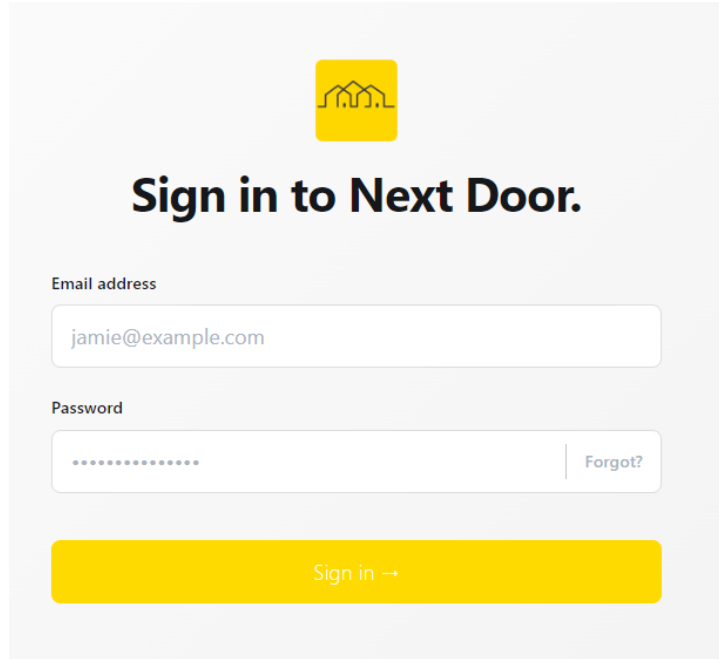 Sign in to Next Door.
Email address
jamie@example.com
Password
•••••••••••••••
Forgot?
Sign in →